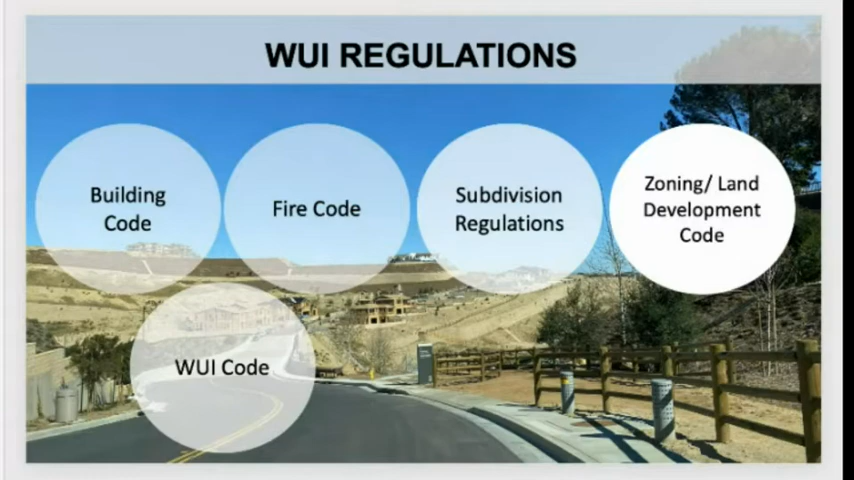 WUI REGULATIONS
Building
Code
Fire Code
Subdivision
Regulations
Zoning/ Land
Development
Code
WUI Code